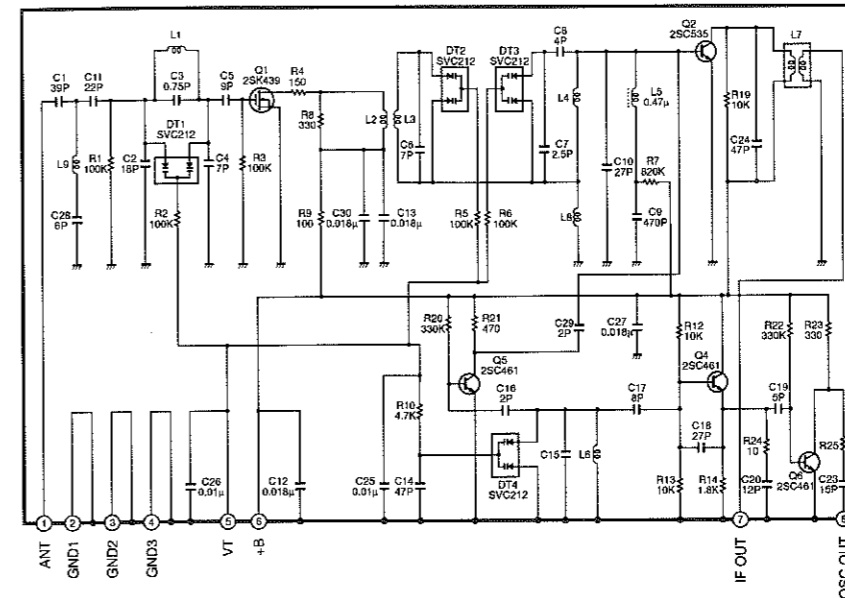 L1
C1
39P
C11
22P
C3
0.75P
C5
9P
Q1
2SK439
R4
150
DT1
SVC212
L9
R1
100K
C2
18P
C4
7P
R3
100K
C28
6P
R2
100K
R8
330
L2
L3
R9
100
C30
0.018μ
C13
0.018μ
DT2
SVC212
DT3
SVC212
C6
7P
R5
100K
R6
100K
C8
4P
C7
2.5P
L4
L8
C10
27P
L5
0.47μ
R7
820K
C9
470P
Q2
2SC535
R19
10K
C24
47P
L7
R20
330K
R21
470
Q5
2SC461
C29
2P
C27
0.018μ
R12
10K
Q4
2SC461
R22
330K
R23
330
C16
2P
C17
8P
C19
5P
R10
4.7K
C18
27P
R24
10
Q6
2SC461
R25
C26
0.01μ
C12
0.018μ
C25
0.01μ
C14
47P
DT4
SVC212
C15
L6
R13
10K
R14
1.8K
C20
12P
C23
15P
1
2
3
4
5
6
7
8
ANT
GND1
GND2
GND3
VT
+B
IF OUT
OSC OUT